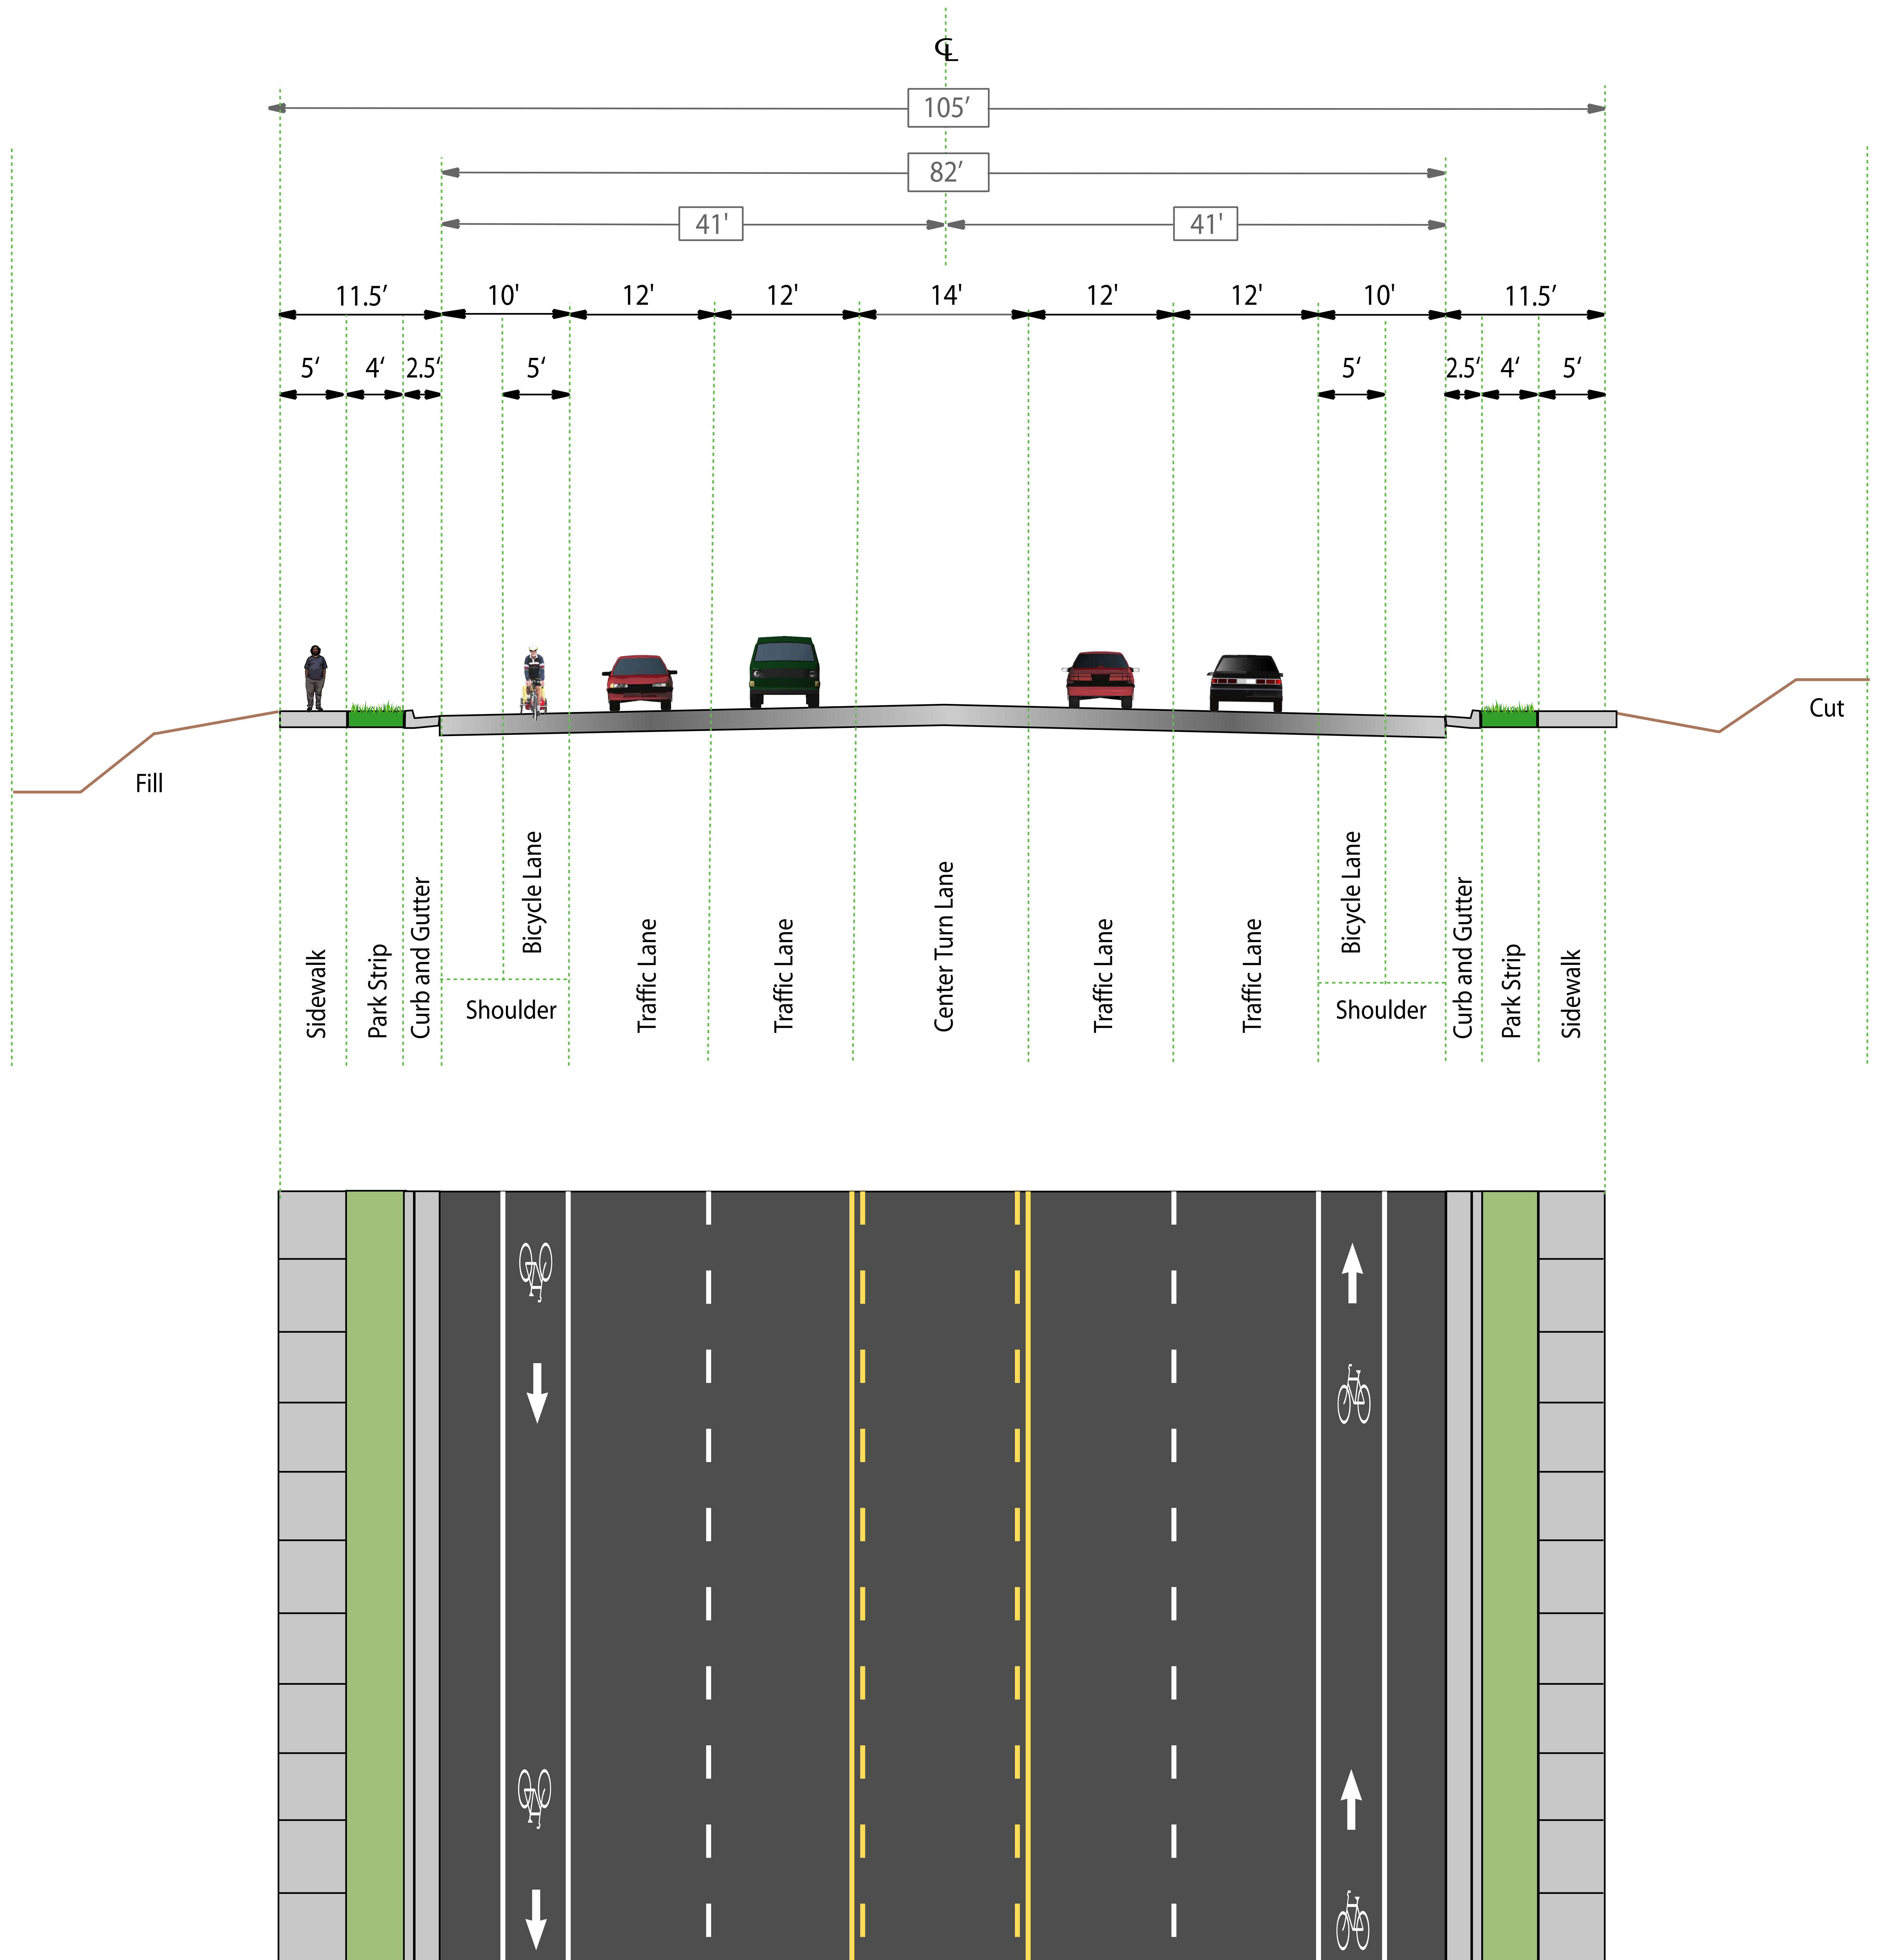 ℄
105’
82’
41'
41'
11.5’
10'
12'
12'
14'
12'
12'
10'
11.5’
5‘
4‘
2.5‘
5‘
5‘
2.5‘
4‘
5‘
Fill
Cut
Sidewalk
Park Strip
Curb and Gutter
Bicycle Lane
Shoulder
Traffic Lane
Traffic Lane
Center Turn Lane
Traffic Lane
Traffic Lane
Bicycle Lane
Shoulder
Curb and Gutter
Park Strip
Sidewalk